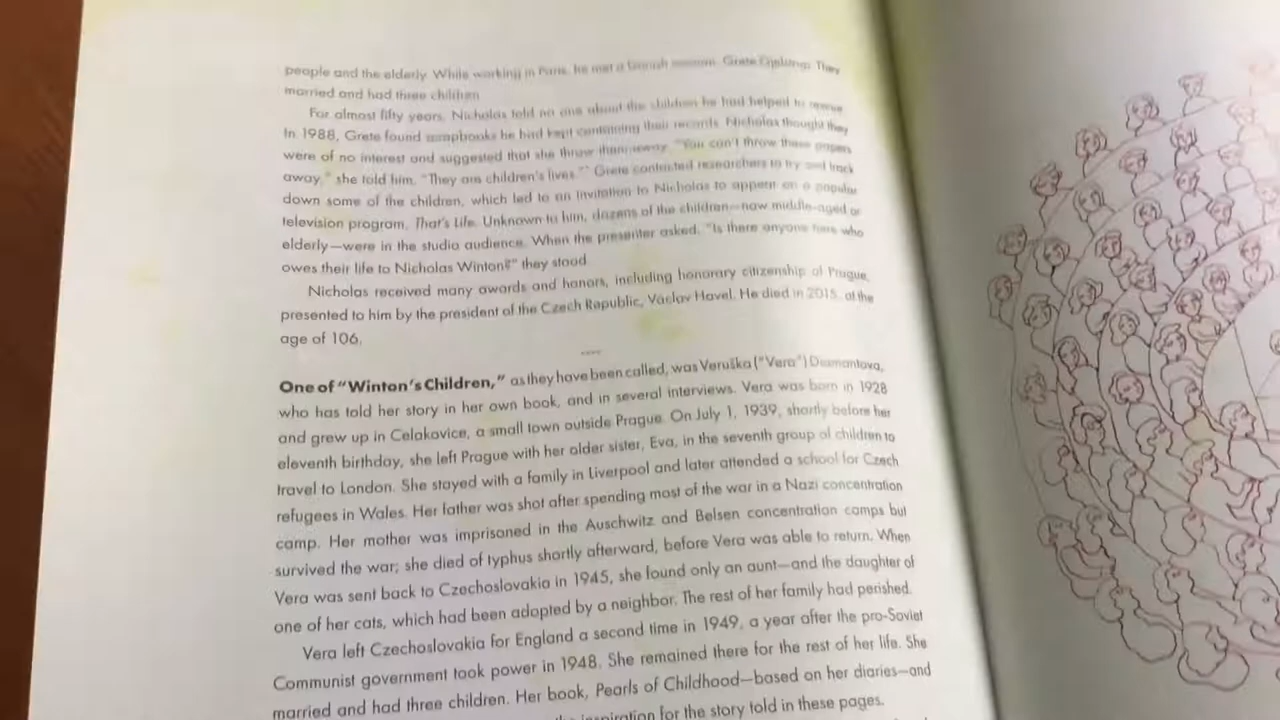 people and the elderly. While working in Paris, he met a Danish woman, Grete Gjelstrup. They
married and had three children.
For almost fifty years, Nicholas told no one about the children he had helped to rescue.
In 1988, Grete found scrapbooks he had kept containing their records. Nicholas thought they
were of no interest and suggested that she throw them away. "You can't throw these papers
away," she told him. "They are children's lives." Grete contacted researchers to try and track
down some of the children, which led to an invitation to Nicholas to appear on a popular
television program, That's Life. Unknown to him, dozens of the children—now middle-aged or
elderly—were in the studio audience. When the presenter asked, "Is there anyone here who
owes their life to Nicholas Winton?" they stood.
Nicholas received many awards and honors, including honorary citizenship of Prague,
presented to him by the president of the Czech Republic, Václav Havel. He died in 2015, at the
age of 106.
One of "Winton's Children," as they have been called, was Veruška ("Vera") Diamantova,
who has told her story in her own book, and in several interviews. Vera was born in 1928
and grew up in Celakovice, a small town outside Prague. On July 1, 1939, shortly before her
eleventh birthday, she left Prague with her older sister, Eva, in the seventh group of children to
travel to London. She stayed with a family in Liverpool and later attended a school for Czech
refugees in Wales. Her father was shot after spending most of the war in a Nazi concentration
camp. Her mother was imprisoned in the Auschwitz and Belsen concentration camps but
survived the war; she died of typhus shortly afterward, before Vera was able to return. When
Vera was sent back to Czechoslovakia in 1945, she found only an aunt—and the daughter of
one of her cats, which had been adopted by a neighbor. The rest of her family had perished.
Vera left Czechoslovakia for England a second time in 1949, a year after the pro-Soviet
Communist government took power in 1948. She remained there for the rest of her life. She
married and had three children. Her book, Pearls of Childhood—based on her diaries—and
inspiration for the story told in these pages.